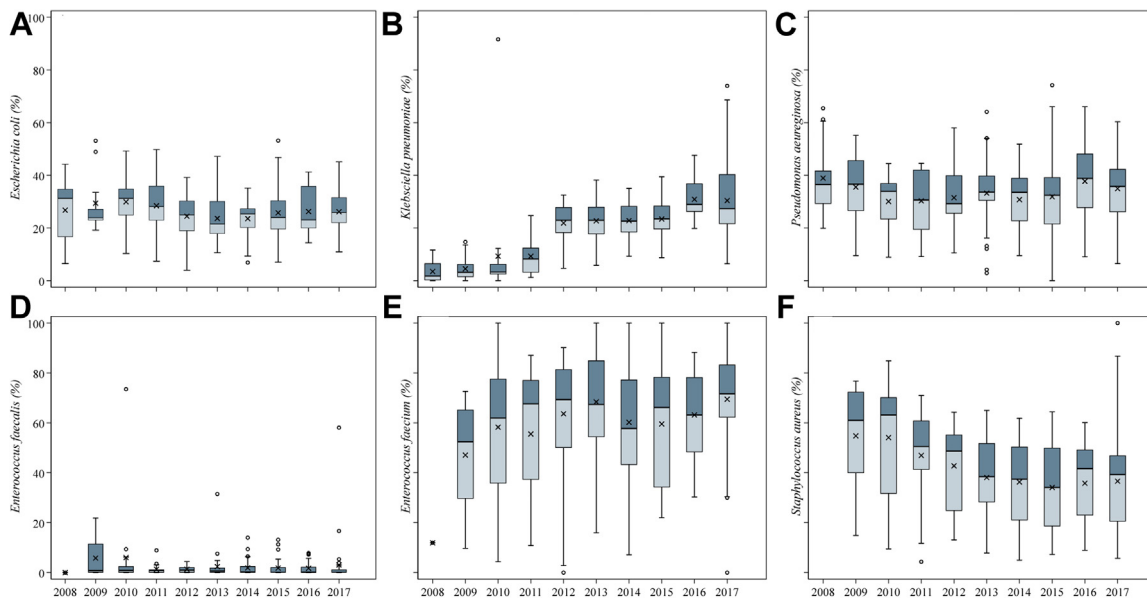 A
B
C
100
80
60
40
20
0
Escherichia coli (%)
Klebsciella pneumoniae (%)
Pseudomonas aeureginosa (%)
D
E
F
100
80
60
40
20
0
Enterococcus faecalis (%)
Enterococcus faecium (%)
Staphylococcus aureus (%)
2008 2009 2010 2011 2012 2013 2014 2015 2016 2017
2008 2009 2010 2011 2012 2013 2014 2015 2016 2017
2008 2009 2010 2011 2012 2013 2014 2015 2016 2017